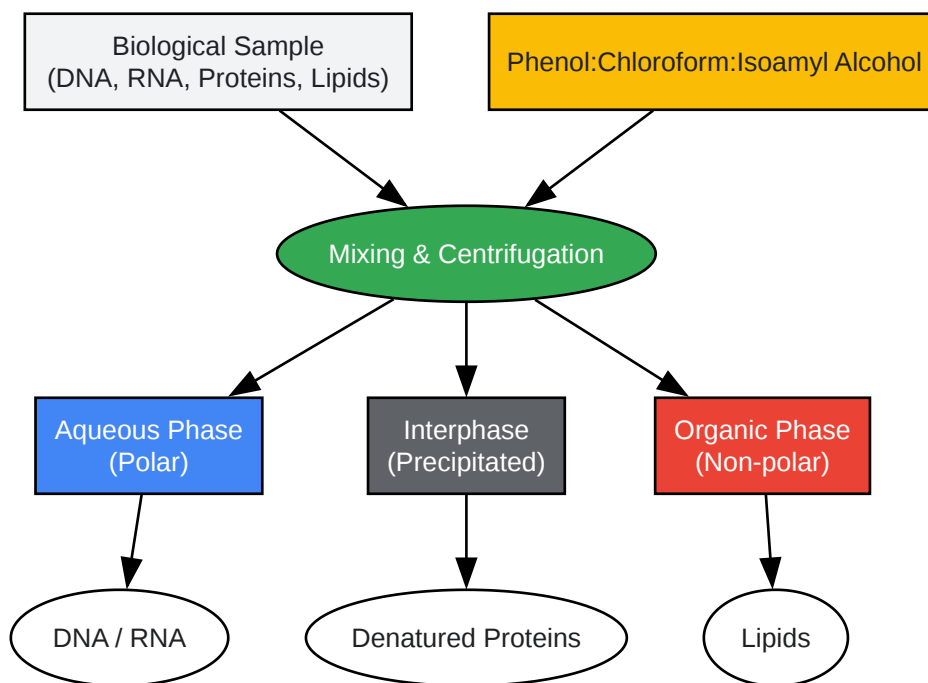 Biological Sample
(DNA, RNA, Proteins, Lipids)
Phenol:Chloroform:Isoamyl Alcohol
Mixing & Centrifugation
Aqueous Phase
(Polar)
Interphase
(Precipitated)
Organic Phase
(Non-polar)
DNA / RNA
Denatured Proteins
Lipids